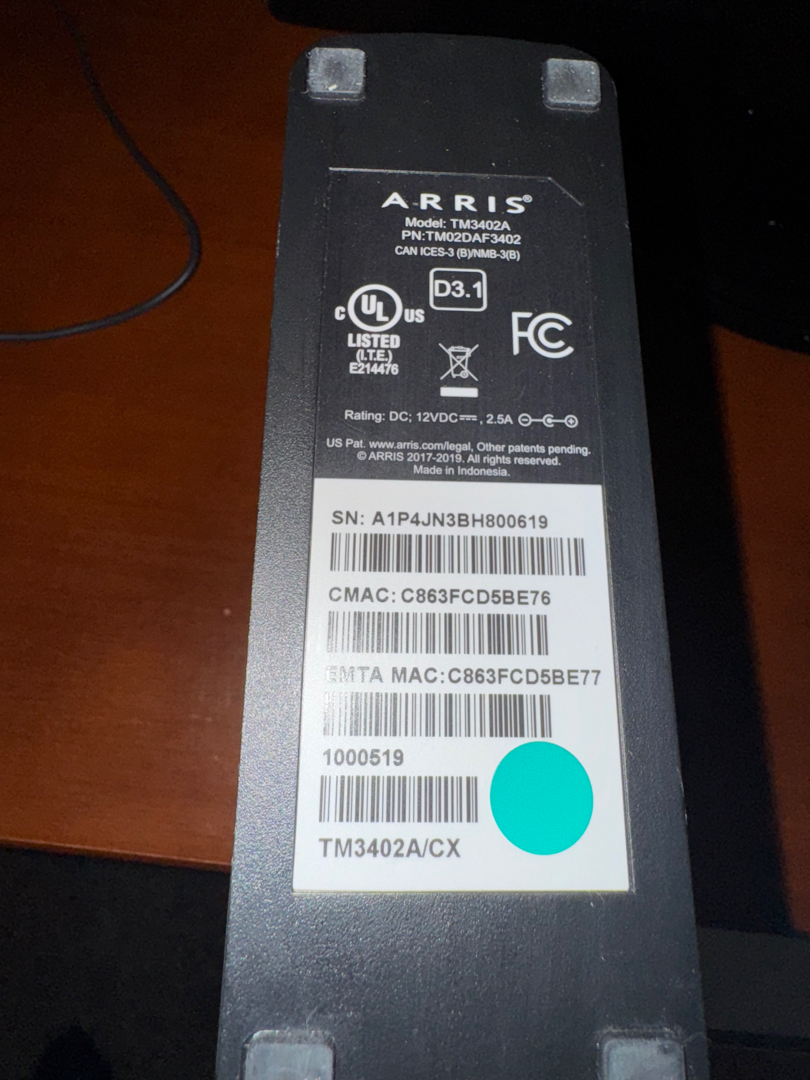 ARRIS®
Model: TM3402A
PN:TM02DAF3402
CAN ICES-3 (B)/NMB-3(B)
D3.1
C UL US
LISTED
(I.T.E.)
E214476
FC
Rating: DC; 12VDC⎓, 2.5A
US Pat. www.arris.com/legal, Other patents pending.
© ARRIS 2017-2019. All rights reserved.
Made in Indonesia.
SN: A1P4JN3BH800619
CMAC: C863FCD5BE76
EMTA MAC:C863FCD5BE77
1000519
TM3402A/CX